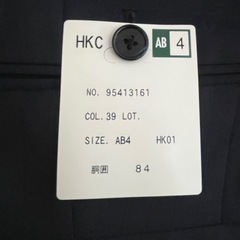 HKC AB 4
NO. 95413161
COL. 39 LOT.
SIZE. AB4 HK01
胴囲 84